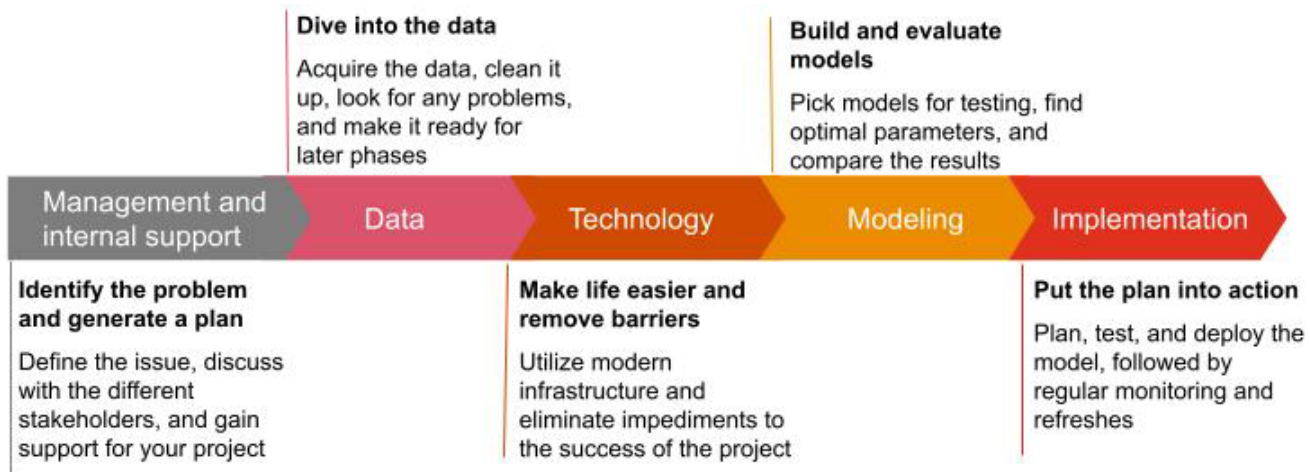 Dive into the data
Acquire the data, clean it
up, look for any problems,
and make it ready for
later phases
Build and evaluate
models
Pick models for testing, find
optimal parameters, and
compare the results
Management and
internal support
Data
Technology
Modeling
Implementation
Identify the problem
and generate a plan
Define the issue, discuss
with the different
stakeholders, and gain
support for your project
Make life easier and
remove barriers
Utilize modern
infrastructure and
eliminate impediments to
the success of the project
Put the plan into action
Plan, test, and deploy the
model, followed by
regular monitoring and
refreshes